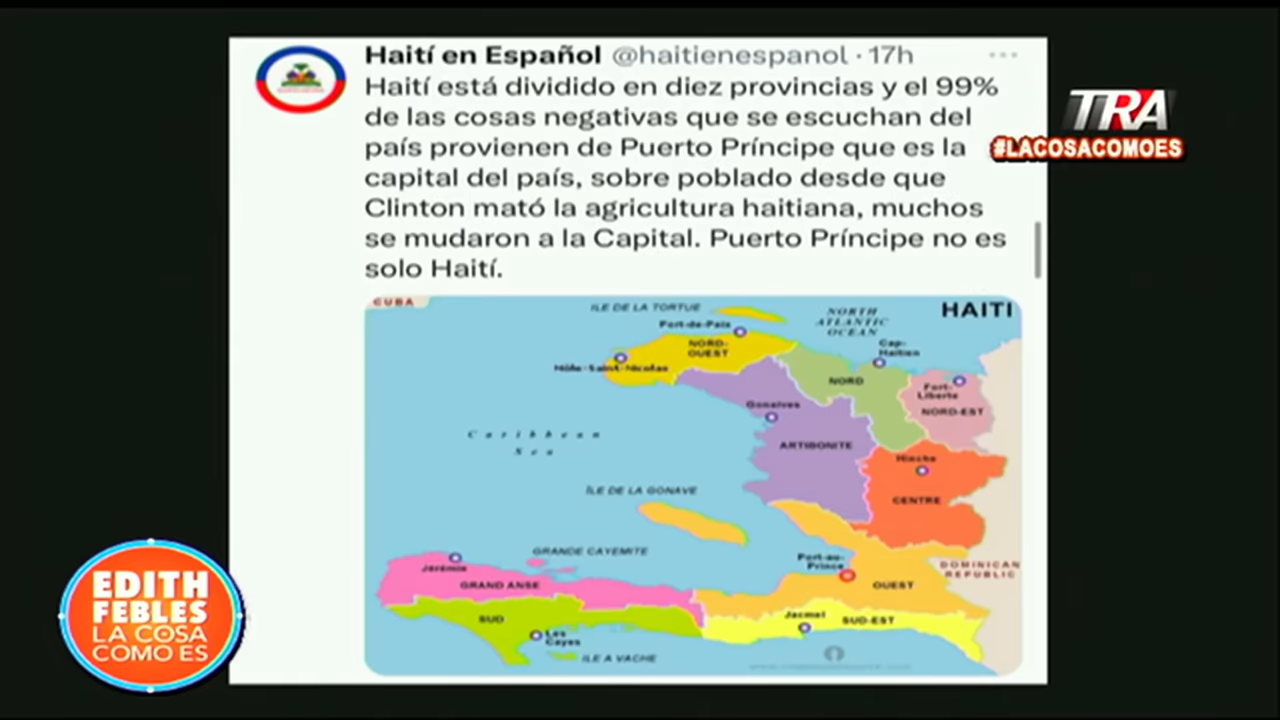 Haití en Español @haitienespanol · 17h
Haití está dividido en diez provincias y el 99%
de las cosas negativas que se escuchan del
país provienen de Puerto Príncipe que es la
capital del país, sobre poblado desde que
Clinton mató la agricultura haitiana, muchos
se mudaron a la Capital. Puerto Príncipe no es
solo Haití.
TRA
#LACOSACOMOES
CUBA
ILE DE LA TORTUE
NORTH
ATLANTIC
OCEAN
HAITI
Port-de-Paix
NORD-
OUEST
Cap-
Haïtien
Môle-Saint-Nicolas
NORD
Fort-
Liberte
NORD-EST
Gonaïves
Caribbean
Sea
ARTIBONITE
Hinche
CENTRE
ÎLE DE LA GONAVE
GRANDE CAYEMITE
Port-au-
Prince
DOMINICAN
REPUBLIC
Jérémie
GRAND ANSE
OUEST
SUD
Jacmel
SUD-EST
Les
Cayes
ILE A VACHE
EDITH
FEBLES
LA COSA
COMO ES